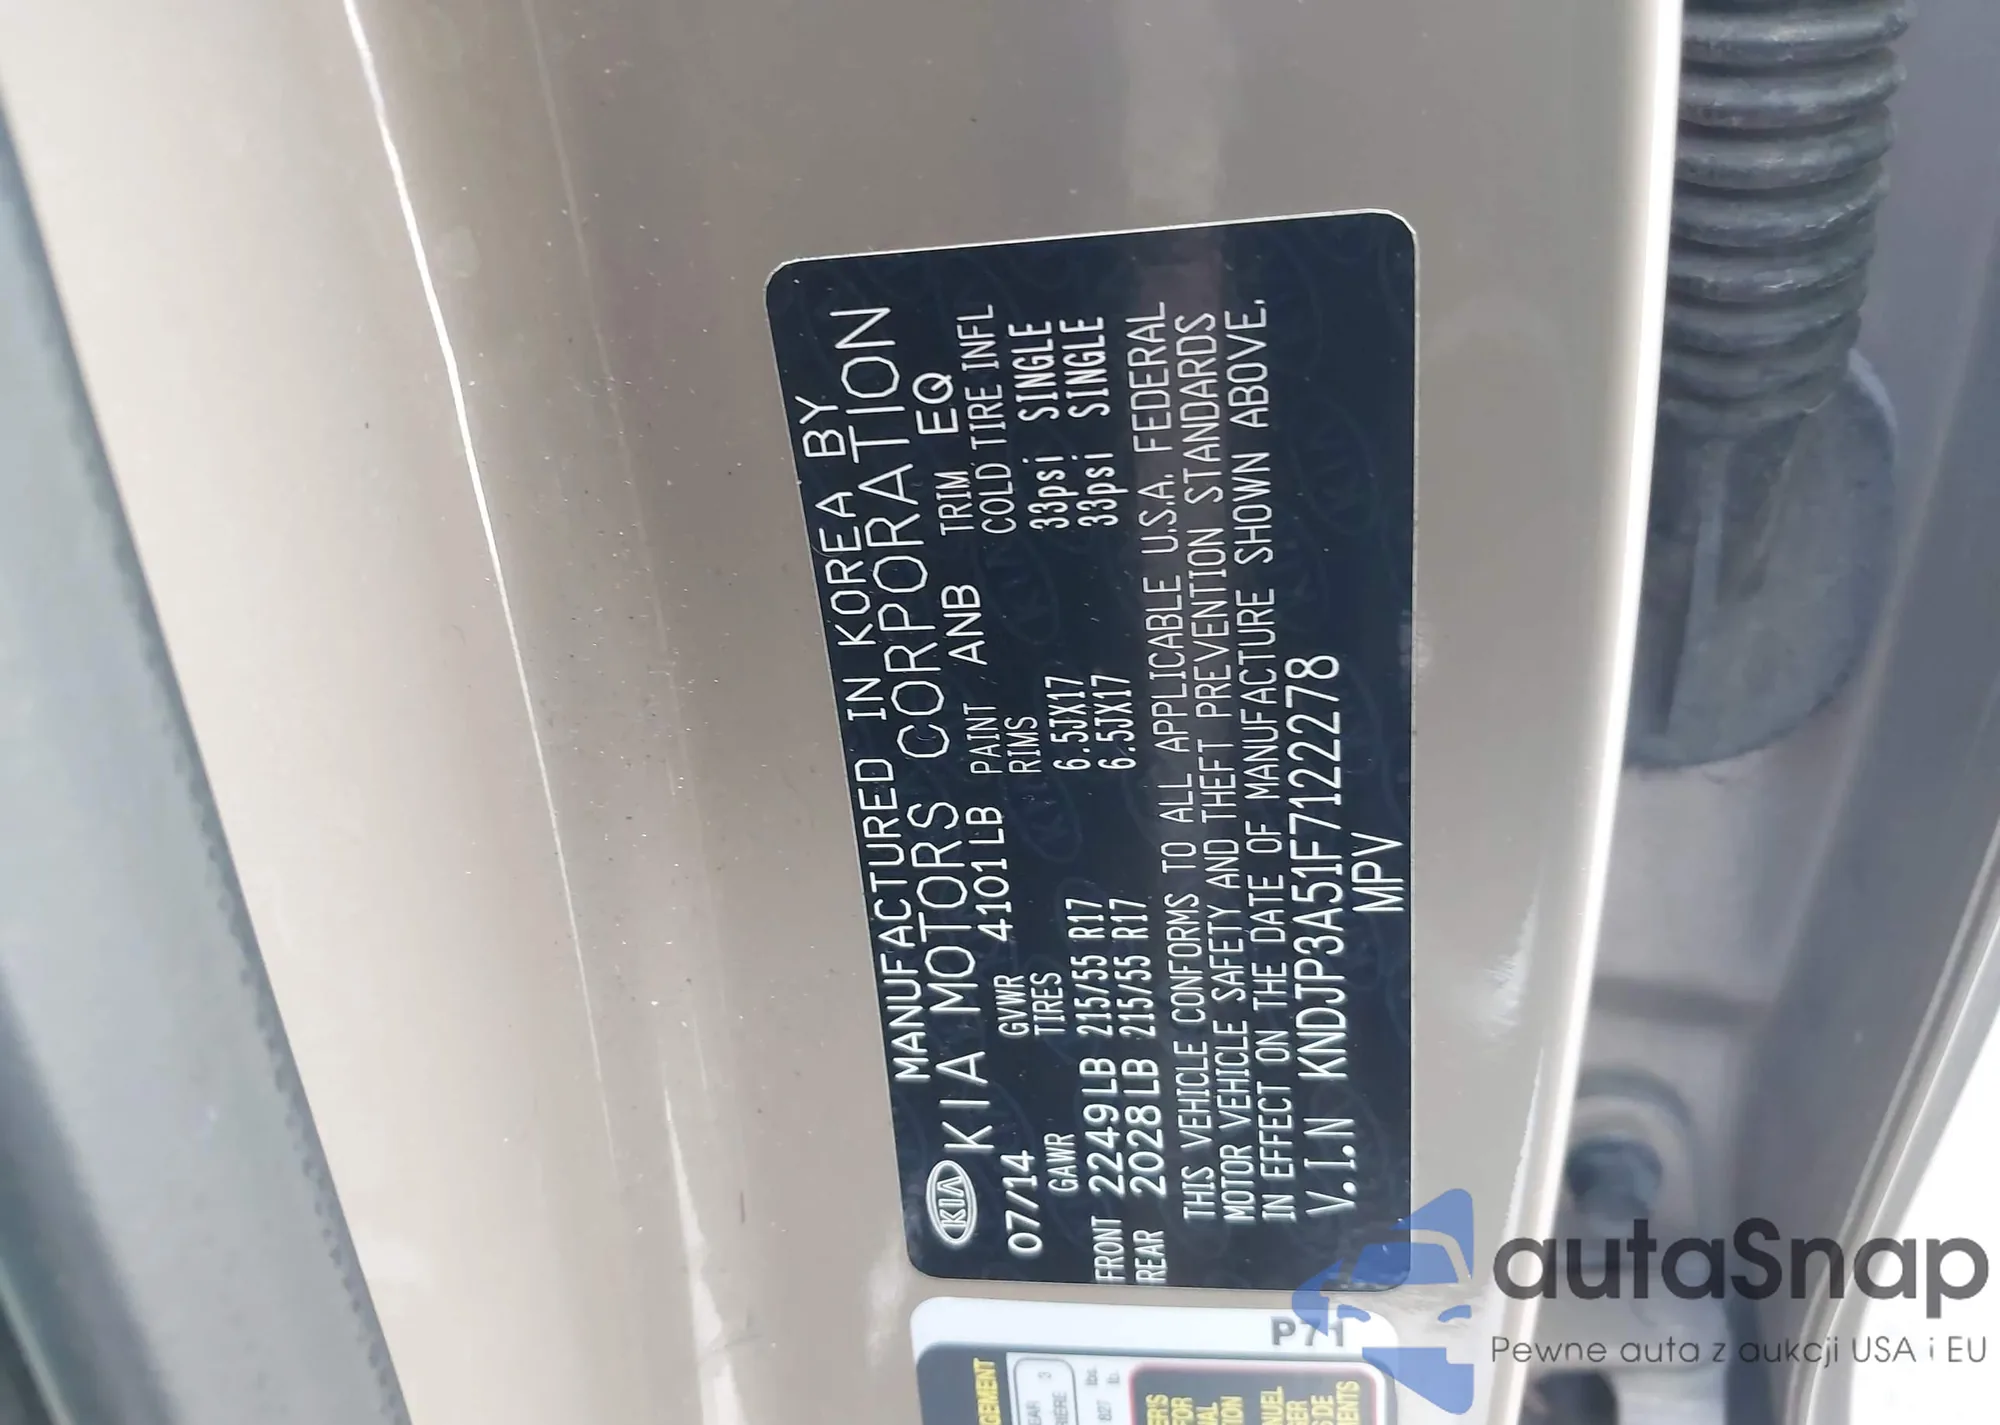 MANUFACTURED IN KOREA BY
KIA KIA MOTORS CORPORATION
07/14 GVWR 4101LB PAINT ANB TRIM EQ
GAWR TIRES RIMS COLD TIRE INFL
FRONT 2249LB 215/55 R17 6.5JX17 33psi SINGLE
REAR 2028LB 215/55 R17 6.5JX17 33psi SINGLE
THIS VEHICLE CONFORMS TO ALL APPLICABLE U.S.A. FEDERAL
MOTOR VEHICLE SAFETY AND THEFT PREVENTION STANDARDS
IN EFFECT ON THE DATE OF MANUFACTURE SHOWN ABOVE.
V.I.N KNDJP3A51F7122278
MPV
P71
3
827
autaSnap
Pewne auta z aukcji USA i EU